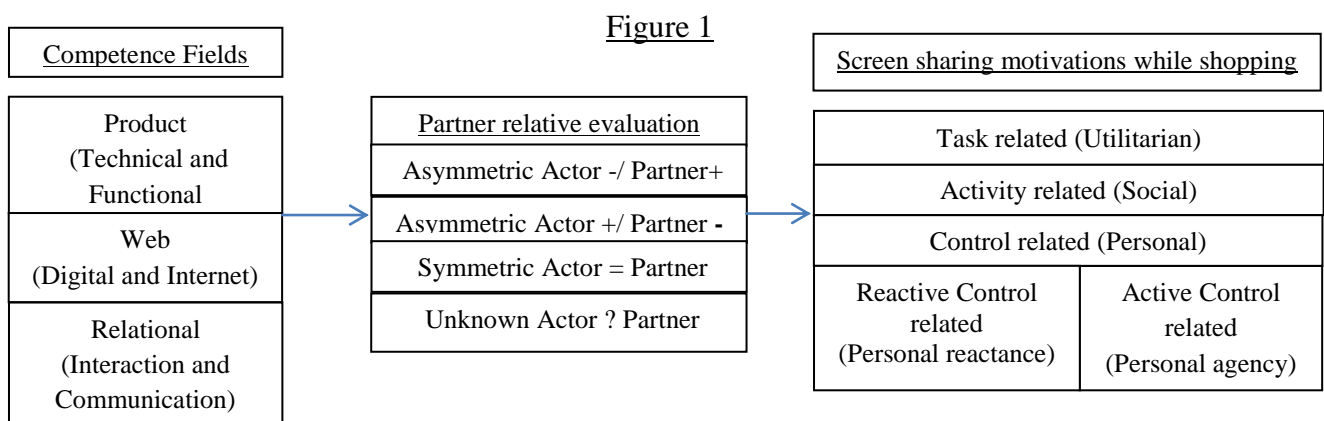 Figure 1
Competence Fields
Product
(Technical and
Functional
Web
(Digital and Internet)
Relational
(Interaction and
Communication)
Partner relative evaluation
Asymmetric Actor -/ Partner+
Asymmetric Actor +/ Partner -
Symmetric Actor = Partner
Unknown Actor ? Partner
Screen sharing motivations while shopping
Task related (Utilitarian)
Activity related (Social)
Control related (Personal)
Reactive Control
related
(Personal reactance)
Active Control
related
(Personal agency)